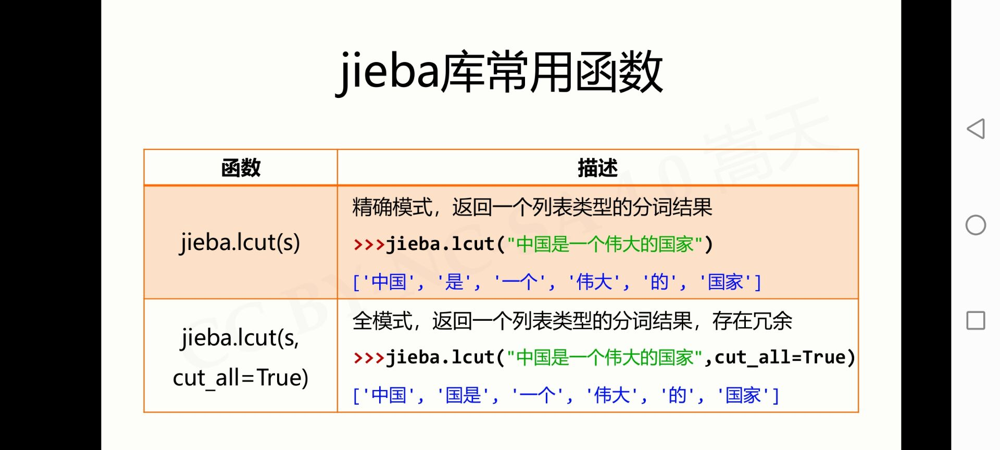 jieba库常用函数
函数
描述
jieba.lcut(s)
精确模式，返回一个列表类型的分词结果
>>>jieba.lcut("中国是一个伟大的国家")
['中国', '是', '一个', '伟大', '的', '国家']
jieba.lcut(s,
cut_all=True)
全模式，返回一个列表类型的分词结果，存在冗余
>>>jieba.lcut("中国是一个伟大的国家",cut_all=True)
['中国', '国是', '一个', '伟大', '的', '国家']
CC BY-NC SA 4.0 嵩天